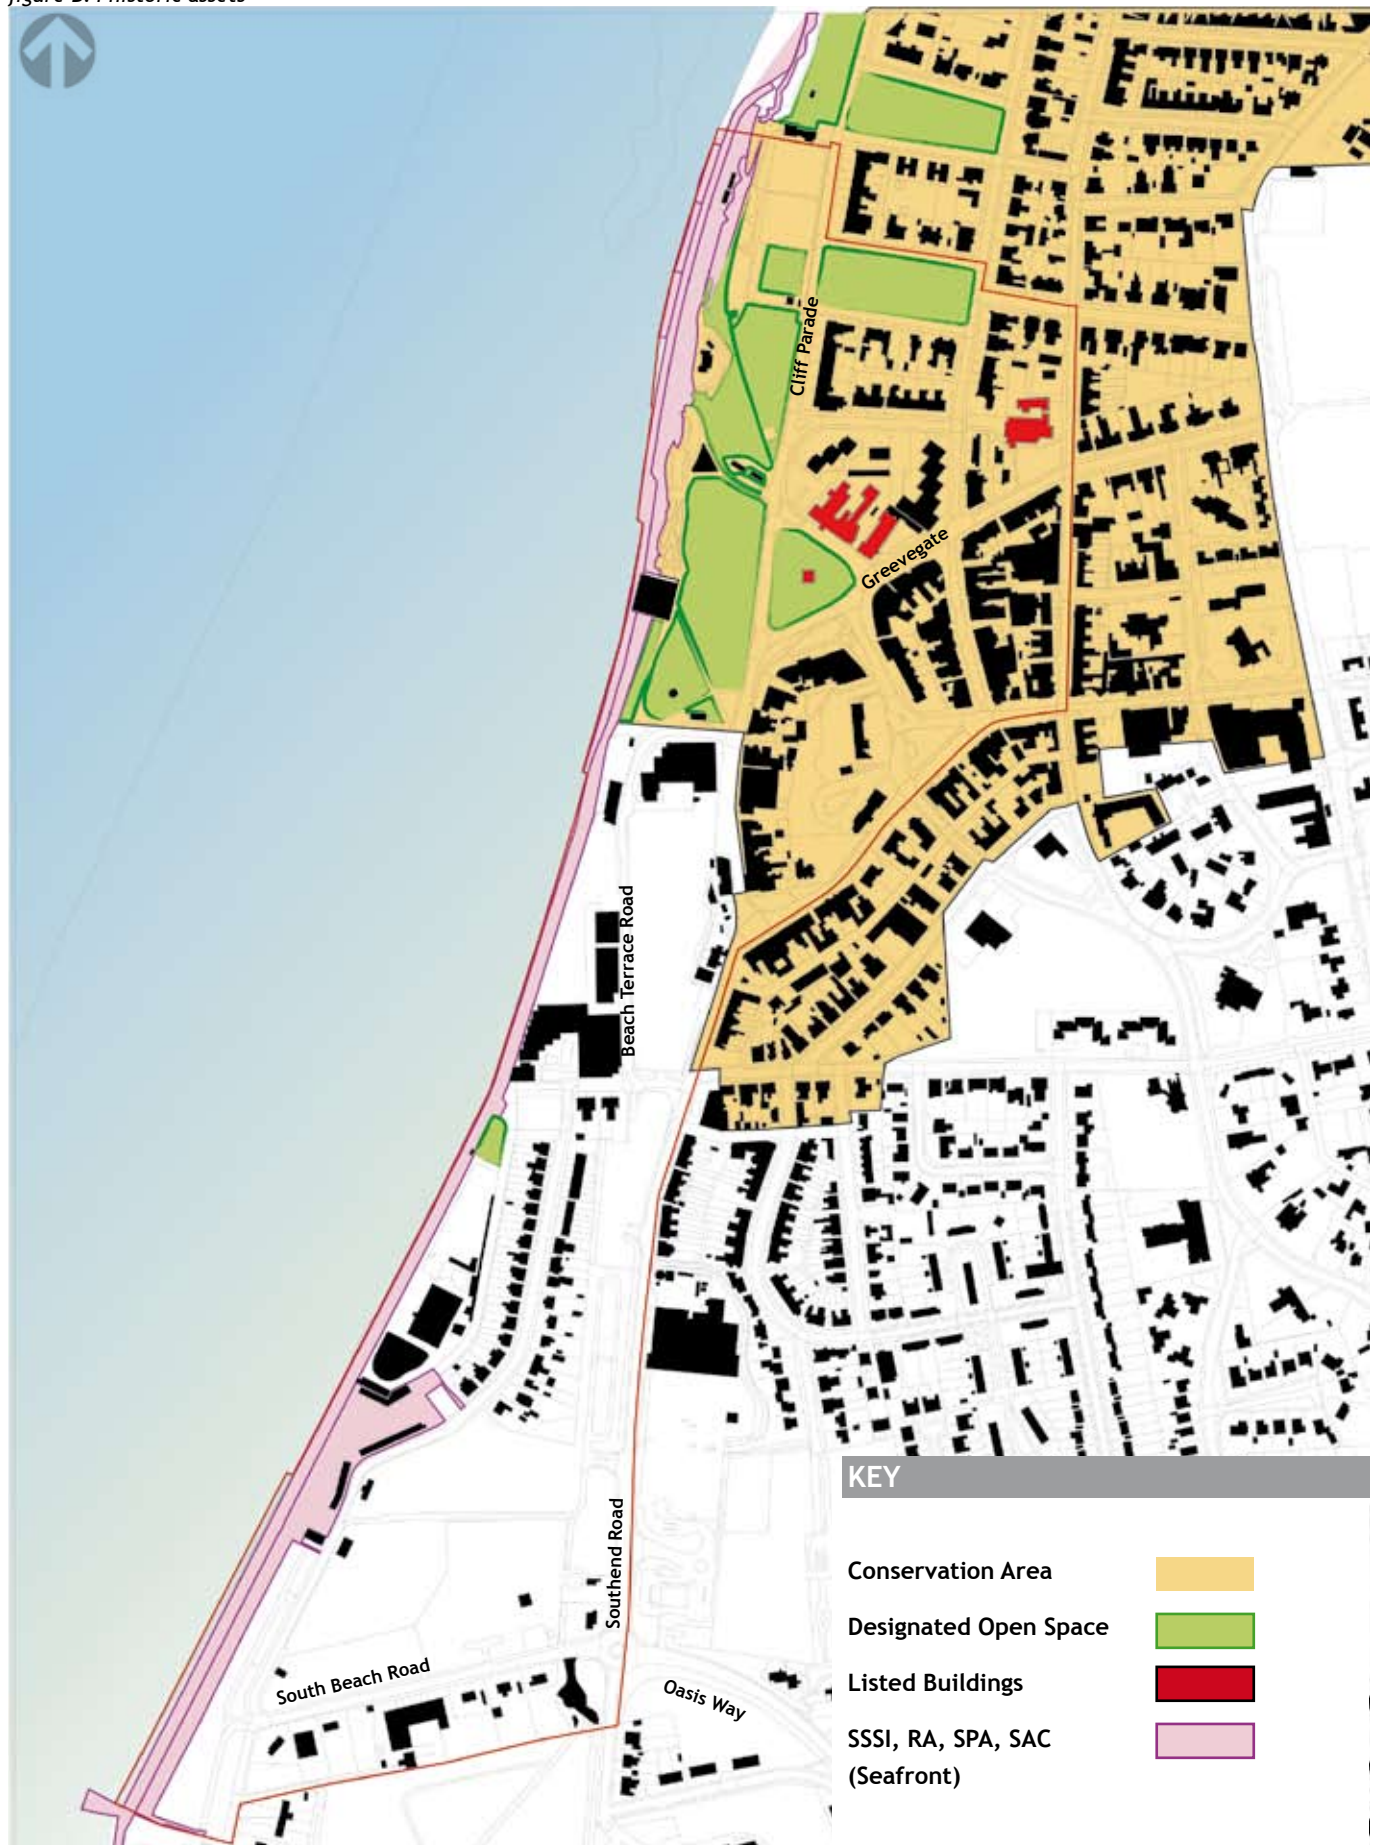 Cliff Parade
Greevegate
Beach Terrace Road
Southend Road
South Beach Road
Oasis Way
KEY
Conservation Area
Designated Open Space
Listed Buildings
SSSI, RA, SPA, SAC
(Seafront)